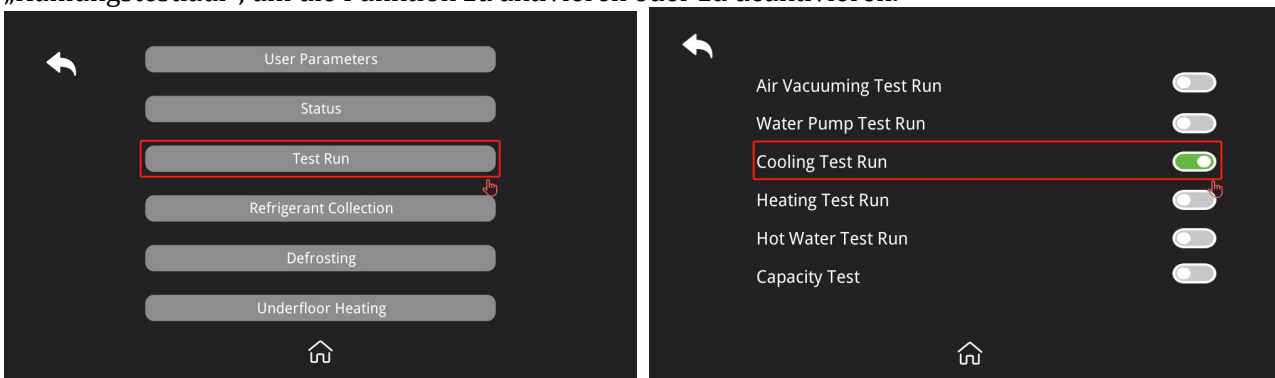 um die Funktion zu aktivieren oder zu deaktivieren.
User Parameters
Status
Test Run
Refrigerant Collection
Defrosting
Underfloor Heating
Air Vacuuming Test Run
Water Pump Test Run
Cooling Test Run
Heating Test Run
Hot Water Test Run
Capacity Test